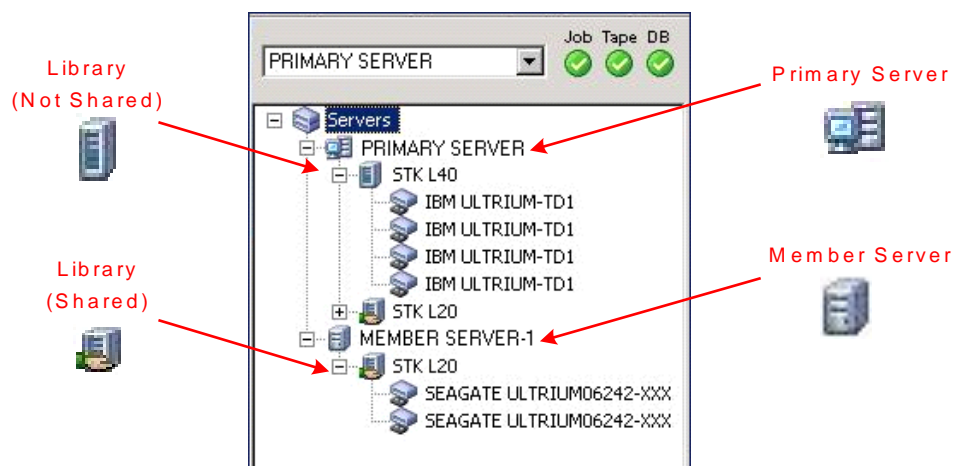 Job Tape DB
PRIMARY SERVER
Library
(Not Shared)
Primary Server
Servers
PRIMARY SERVER
STK L40
IBM ULTRIUM-TD1
IBM ULTRIUM-TD1
IBM ULTRIUM-TD1
IBM ULTRIUM-TD1
Library
(Shared)
Member Server
STK L20
MEMBER SERVER-1
STK L20
SEAGATE ULTRIUM06242-XXX
SEAGATE ULTRIUM06242-XXX